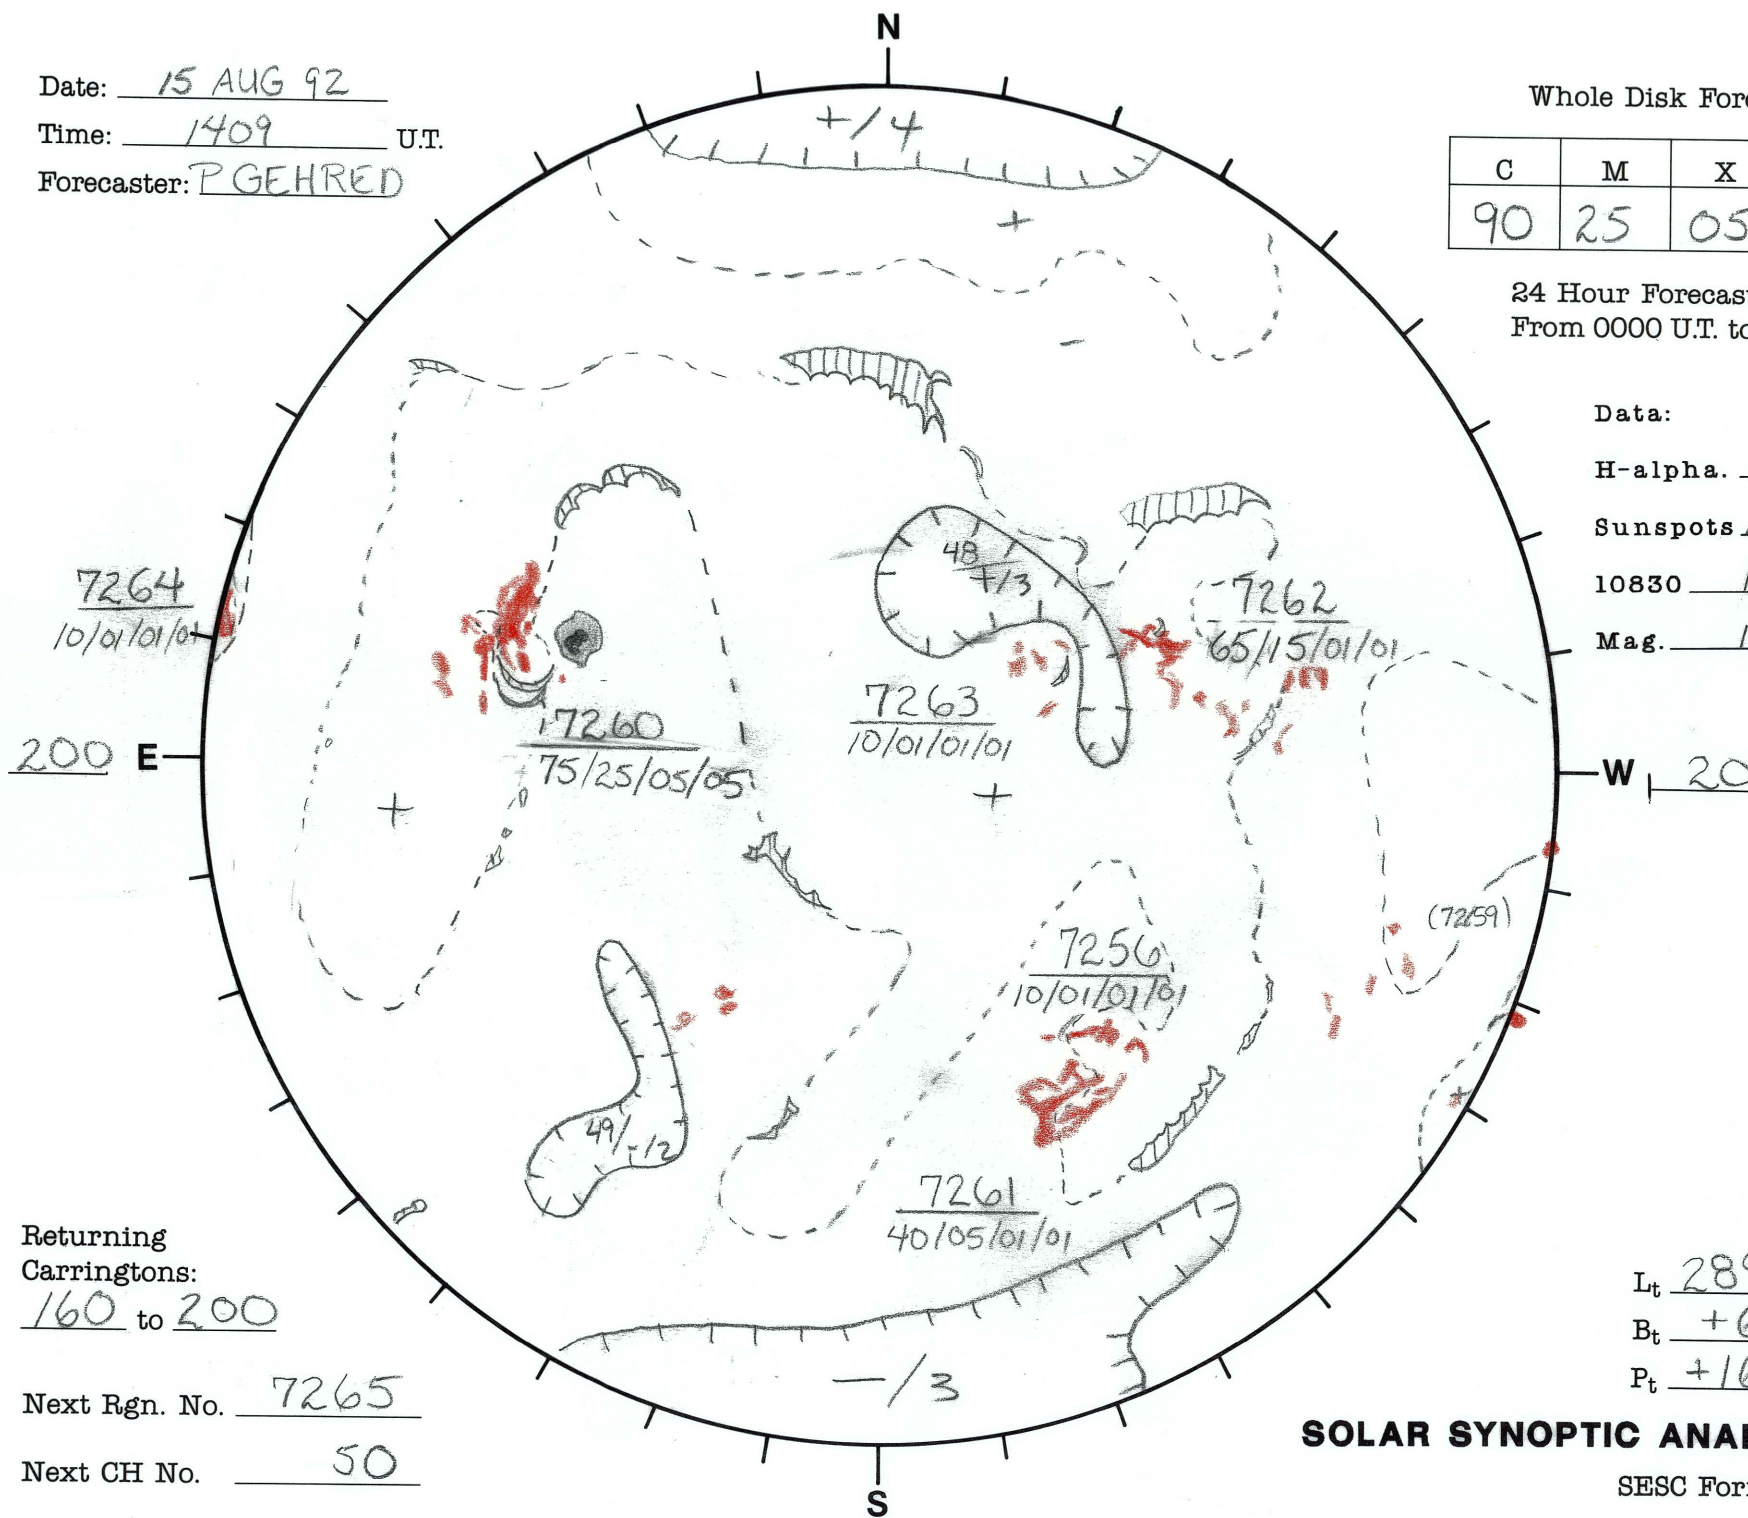 N
Date: 15 AUG 92
Time: 1409 U.T.
Forecaster: P GEHRED
Whole Disk Fore
C M X
90 25 05
24 Hour Forecas
From 0000 U.T. to
Data:
H-alpha.
Sunspots
10830
Mag.
+/4
+
-
48
+/3
7264
10/01/01/01
7262
65/15/01/01
7263
10/01/01/01
7260
75/25/05/05
200 E
W 20
+
+
(7259)
7256
10/01/01/01
+
49/-/2
7261
40/05/01/01
-/3
Returning
Carringtons:
160 to 200
Next Rgn. No. 7265
Next CH No. 50
Lt 289
Bt +6
Pt +16
SOLAR SYNOPTIC ANA
SESC For
S